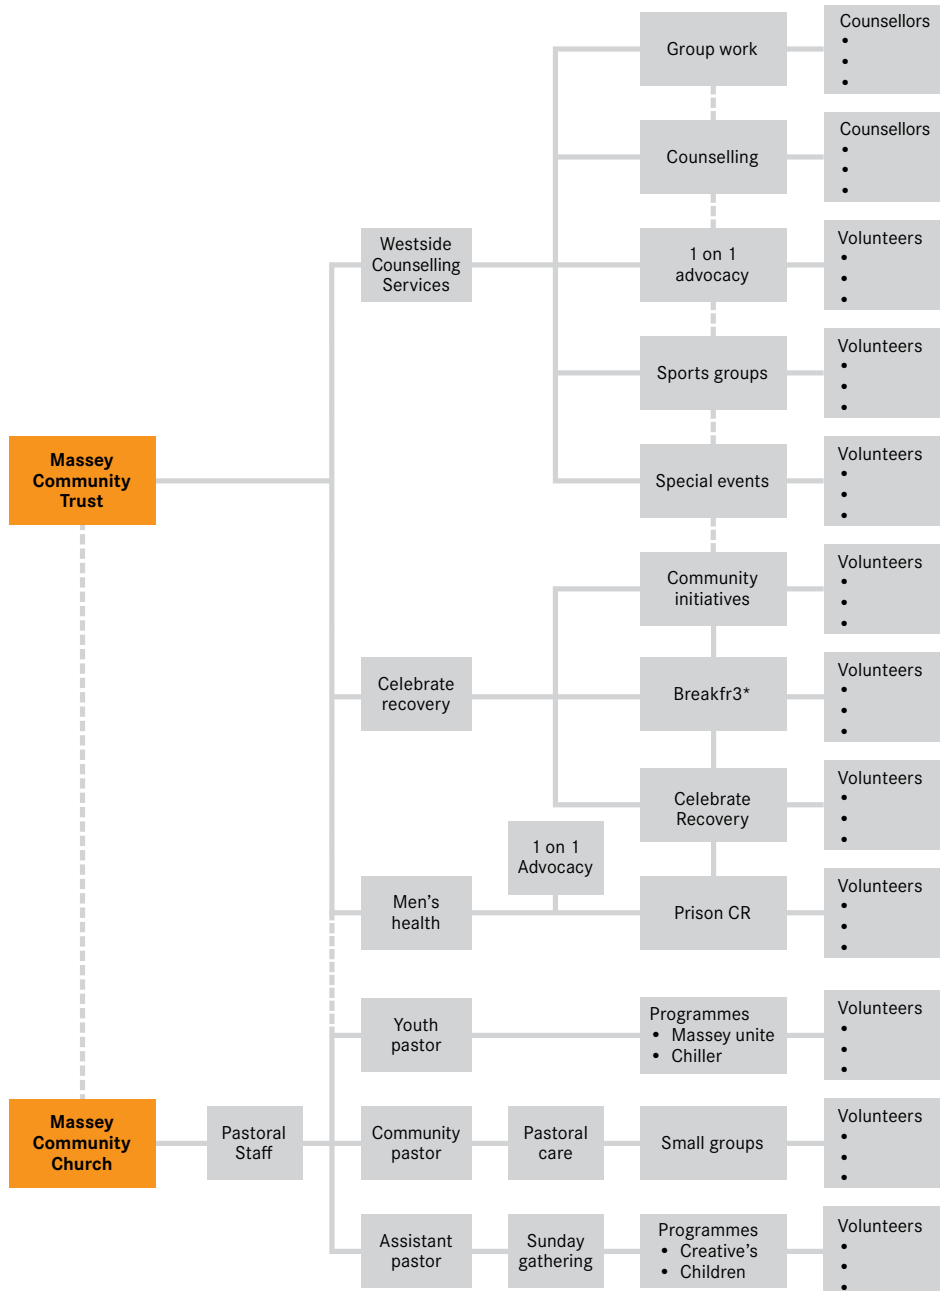 Group work
Counsellors
•
•
•
Counselling
Counsellors
•
•
•
Westside
Counselling
Services
1 on 1
advocacy
Volunteers
•
•
•
Sports groups
Volunteers
•
•
•
Massey
Community
Trust
Special events
Volunteers
•
•
•
Community
initiatives
Volunteers
•
•
•
Celebrate
recovery
Breakfr3*
Volunteers
•
•
•
Celebrate
Recovery
Volunteers
•
•
•
1 on 1
Advocacy
Men's
health
Prison CR
Volunteers
•
•
•
Youth
pastor
Programmes
• Massey unite
• Chiller
Volunteers
•
•
•
Massey
Community
Church
Pastoral
Staff
Community
pastor
Pastoral
care
Small groups
Volunteers
•
•
•
Assistant
pastor
Sunday
gathering
Programmes
• Creative's
• Children
Volunteers
•
•
•